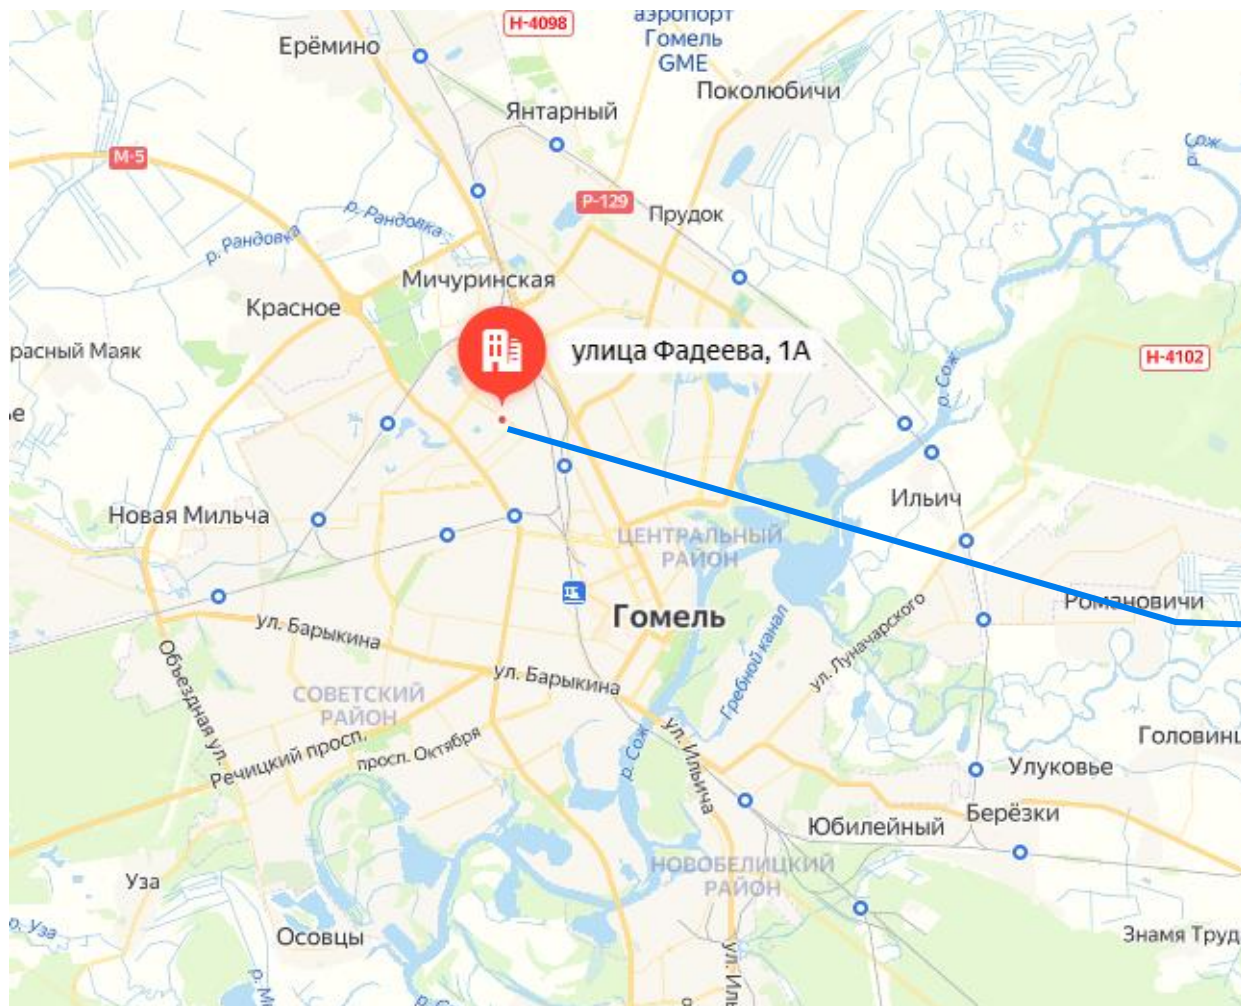 Н-4098
аэропорт
Гомель
GME
Ерёмино
Поколюбичи
Янтарный
р. Сож
М-5
Р-129
Прудок
р. Рандовка
р. Рандовка
Мичуринская
Красное
расный Маяк
улица Фадеева, 1А
Н-4102
р. Сож
ье
Ильич
Новая Мильча
ЦЕНТРАЛЬНЫЙ
РАЙОН
Романовичи
Гомель
ул. Барыкина
Гребной канал
ул. Луначарского
Объездная ул.
ул. Барыкина
СОВЕТСКИЙ
РАЙОН
Речицкий просп.
просп. Октября
р. Сож
ул. Ильича
Головинц
Улуковье
Берёзки
Юбилейный
НОВОБЕЛИЦКИЙ
РАЙОН
Уза
р. Уза
Осовцы
Знамя Труд
ул. Иль
р. С